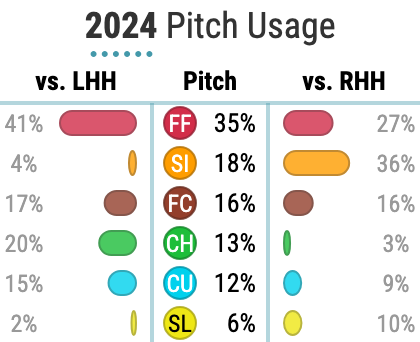 2024 Pitch Usage
vs. LHH Pitch vs. RHH
41% FF 35% 27%
4% SI 18% 36%
17% FC 16% 16%
20% CH 13% 3%
15% CU 12% 9%
2% SL 6% 10%